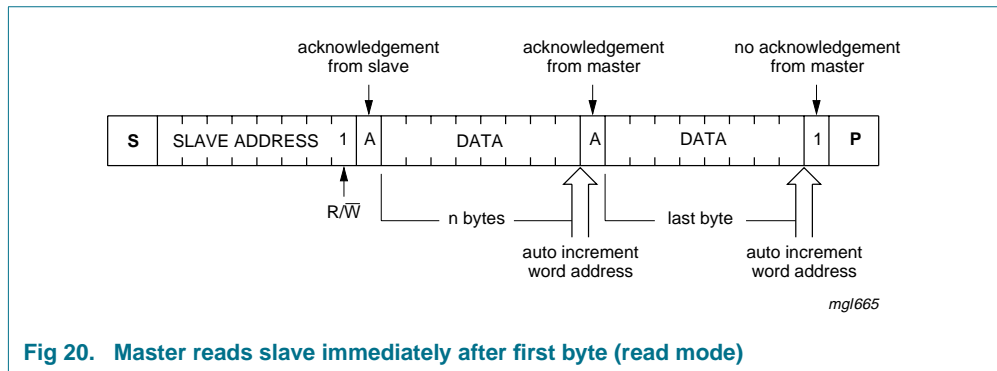 acknowledgement
from slave
acknowledgement
from master
no acknowledgement
from master
S SLAVE ADDRESS 1 A DATA A DATA 1 P
R/W̅
n bytes
last byte
auto increment
word address
auto increment
word address
mgl665
Fig 20. Master reads slave immediately after first byte (read mode)